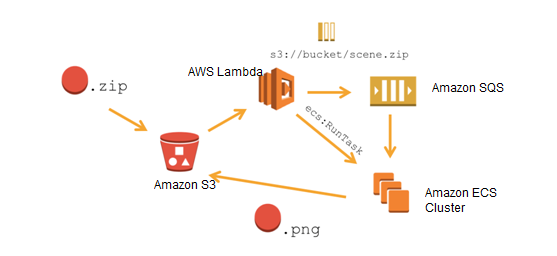 s3://bucket/scene.zip
AWS Lambda
.zip
Amazon SQS
ecs:RunTask
Amazon S3
Amazon ECS
Cluster
.png